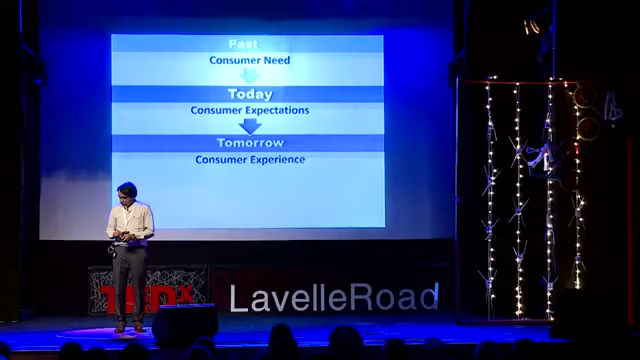 Past
Consumer Need
Today
Consumer Expectations
Tomorrow
Consumer Experience
TEDx
LavelleRoad